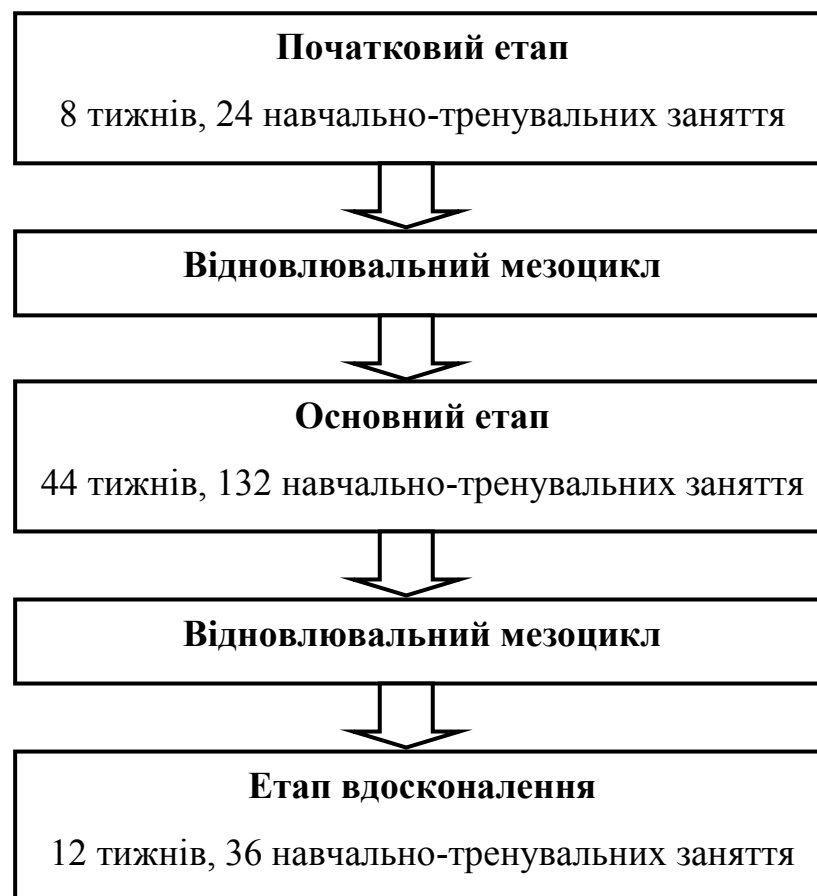 Початковий етап
8 тижнів, 24 навчально-тренувальних заняття
Відновлювальний мезоцикл
Основний етап
44 тижнів, 132 навчально-тренувальних заняття
Відновлювальний мезоцикл
Етап вдосконалення
12 тижнів, 36 навчально-тренувальних заняття